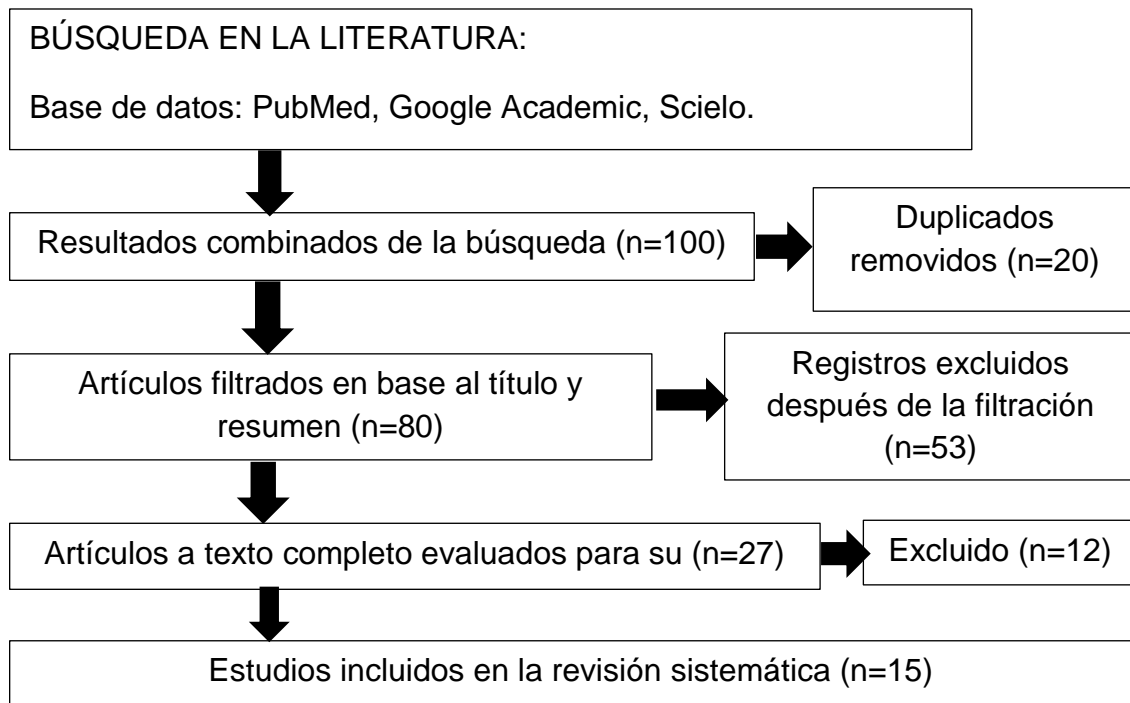 BÚSQUEDA EN LA LITERATURA:
Base de datos: PubMed, Google Academic, Scielo.
Resultados combinados de la búsqueda (n=100)
Duplicados
removidos (n=20)
Artículos filtrados en base al título y
resumen (n=80)
Registros excluidos
después de la filtración
(n=53)
Artículos a texto completo evaluados para su (n=27)
Excluido (n=12)
Estudios incluidos en la revisión sistemática (n=15)